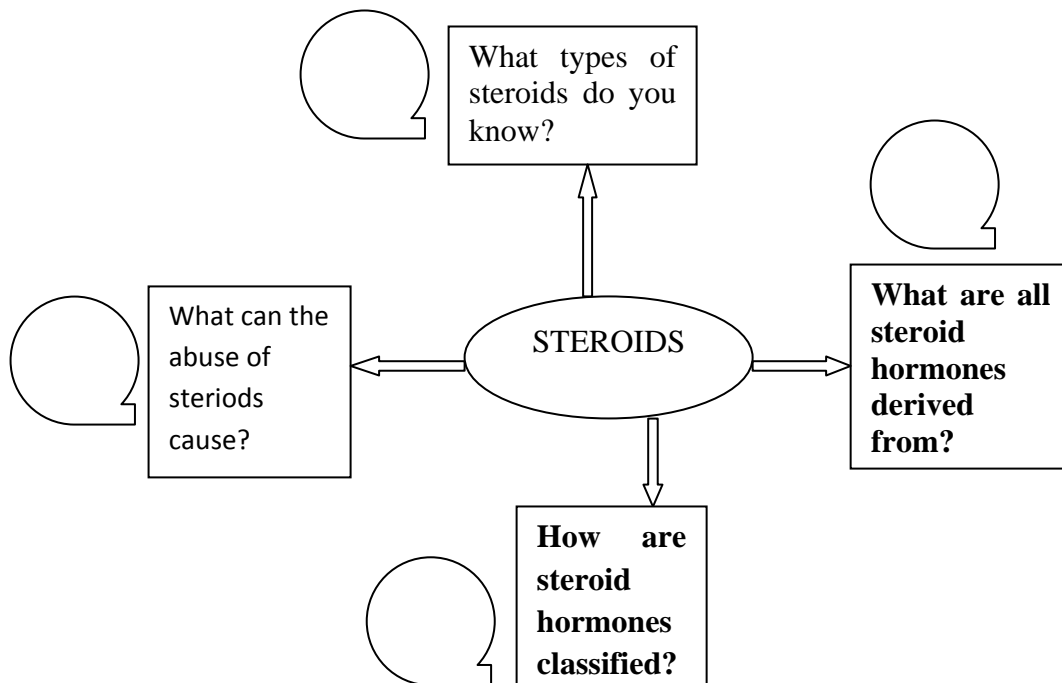 What types of
steroids do you
know?
What are all
steroid
hormones
derived
from?
STEROIDS
What can the
abuse of
steriods
cause?
How are
steroid
hormones
classified?